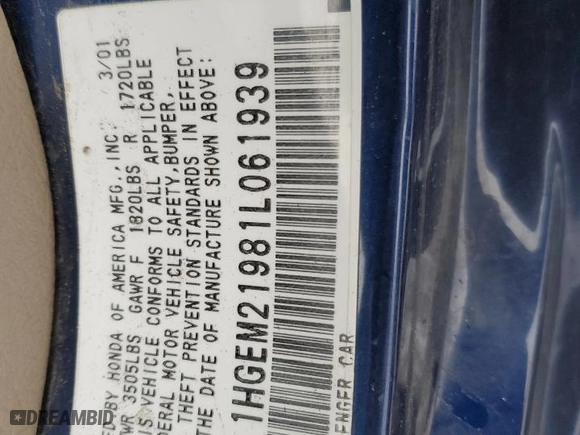 BY HONDA OF AMERICA MFG.,INC. 3/01
3505LBS GAWR F 1820LBS R 1720LBS
VEHICLE CONFORMS TO ALL APPLICABLE
MOTOR VEHICLE SAFETY,BUMPER,
THEFT PREVENTION STANDARDS IN EFFECT
THE DATE OF MANUFACTURE SHOWN ABOVE:
1HGEM21981L061939
ENGER CAR
DREAMBID